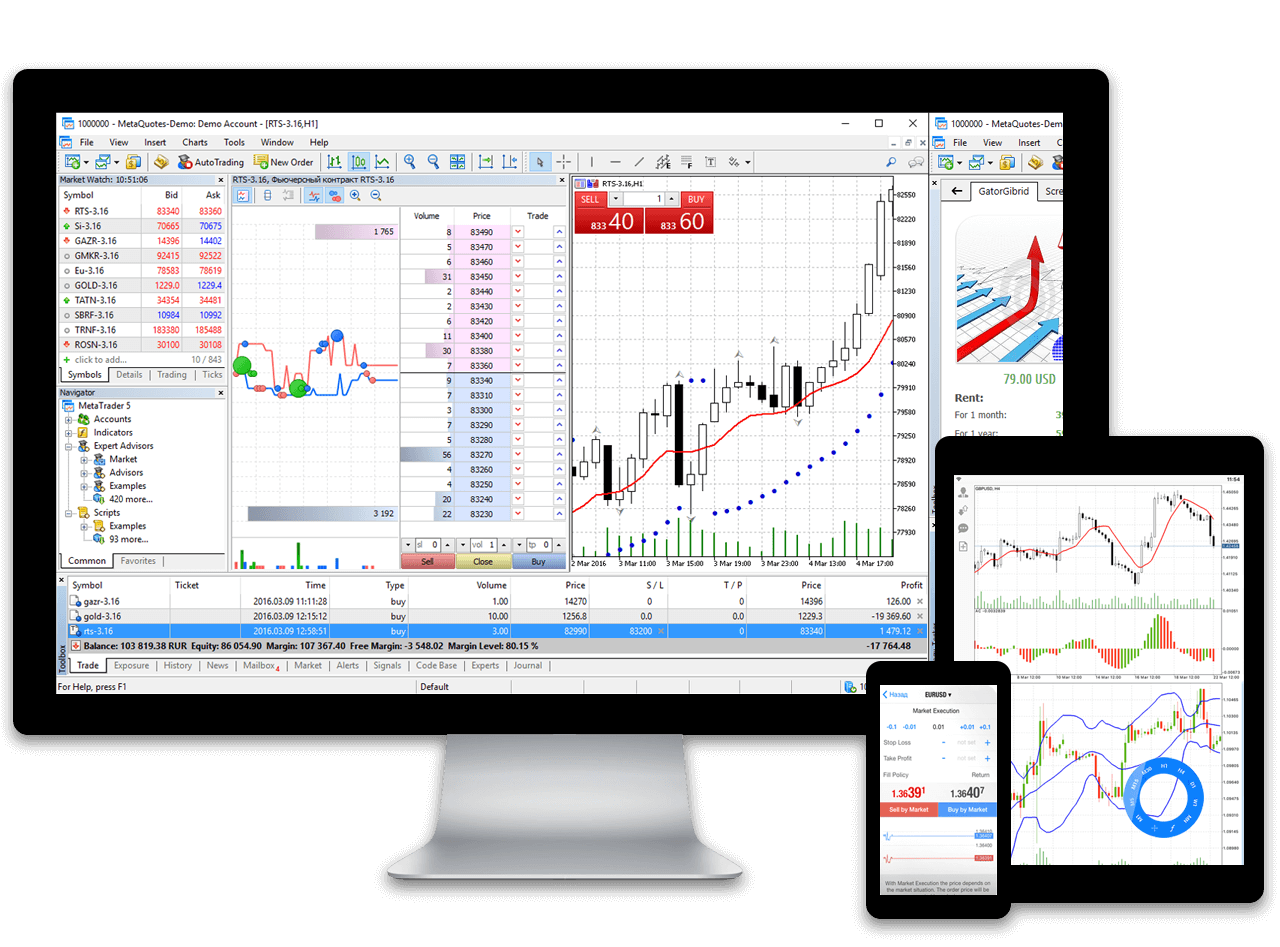 1000000 - MetaQuotes-Demo: Demo Account - [RTS-3.16,H1]
File View Insert Charts Tools Window Help
AutoTrading New Order
Market Watch: 10:51:06
Symbol Bid Ask
RTS-3.16 83340 83360
Si-3.16 70665 70675
GAZR-3.16 14396 14402
GMKR-3.16 92415 92522
Eu-3.16 78583 78619
GOLD-3.16 1229.0 1229.4
TATN-3.16 34354 34481
SBRF-3.16 10984 10992
TRNF-3.16 183380 185488
ROSN-3.16 30100 30108
click to add... 10 / 843
Symbols Details Trading Ticks
Navigator
MetaTrader 5
Accounts
Indicators
Expert Advisors
Market
Advisors
Examples
420 more...
Scripts
Examples
93 more...
Common Favorites
RTS-3.16, Фьючерсный контракт RTS-3.16
1 765
3 192
Volume Price Trade
8 83490
5 83470
6 83460
31 83450
2 83440
2 83430
6 83420
11 83400
30 83380
7 83360
9 83340
7 83310
3 83300
7 83290
5 83280
56 83270
4 83260
4 83250
20 83240
22 83230
sl 0 vol 1 tp 0
Sell Close Buy
RTS-3.16,H1
SELL 1 BUY
833 40 833 60
82550
82220
81890
81560
81230
80900
80570
80240
79910
79580
79250
78920
78590
78260
77930
2 Mar 2016 3 Mar 11:00 3 Mar 15:00 3 Mar 19:00 4 Mar 13:00 4 Mar 17:00
1000000 - MetaQuotes-Dem
File View Insert
GatorGibrid Scre
79.00 USD
Rent:
For 1 month:
For 1 year:
Symbol Ticket Time Type Volume Price S / L T / P Price Profit
gazr-3.16 2016.03.09 11:11:28 buy 1.00 14270 0 0 14396 126.00
gold-3.16 2016.03.09 12:15:12 buy 10.00 1256.8 0.0 0.0 1229.3 -19 369.60
rts-3.16 2016.03.09 12:58:51 buy 3.00 82990 83200 0 83340 1 479.12
Balance: 103 819.38 RUR Equity: 86 054.90 Margin: 107 367.40 Free Margin: -3 548.02 Margin Level: 80.15 % -17 764.48
Toolbox
Trade Exposure History News Mailbox 4 Market Alerts Signals Code Base Experts Journal
For Help, press F1 Default
11:54
GBPUSD, H4
9 Mar 12:00 10 Mar 12:00 14 Mar 12:00 16 Mar 12:00 18 Mar 12:00 22 Mar 12:00
H1
H4
D1
W1
MN
M1
M5
Назад EURUSD ▾
Market Execution
-0.1 -0.01 0.01 +0.01 +0.1
Stop Loss - not set +
Take Profit - not set +
Fill Policy Return
1.36391 1.36407
Sell by Market Buy by Market
With Market Execution the price depends on
the market situation. The order price will be